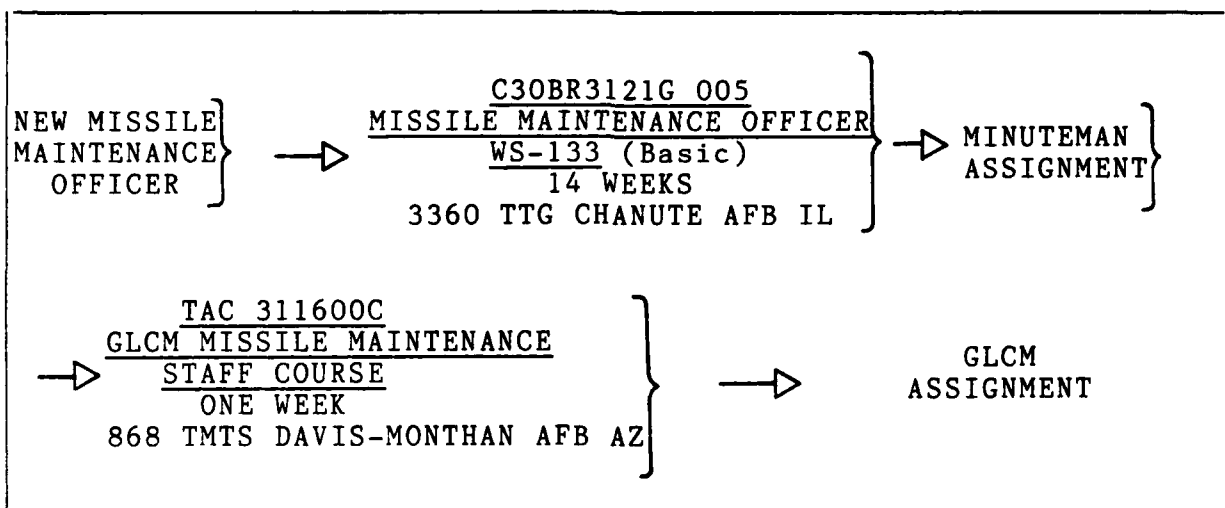 NEW MISSILE
MAINTENANCE
OFFICER
C3OBR3121G 005
MISSILE MAINTENANCE OFFICER
WS-133 (Basic)
14 WEEKS
3360 TTG CHANUTE AFB IL
MINUTEMAN
ASSIGNMENT
TAC 311600C
GLCM MISSILE MAINTENANCE
STAFF COURSE
ONE WEEK
868 TMTS DAVIS-MONTHAN AFB AZ
GLCM
ASSIGNMENT